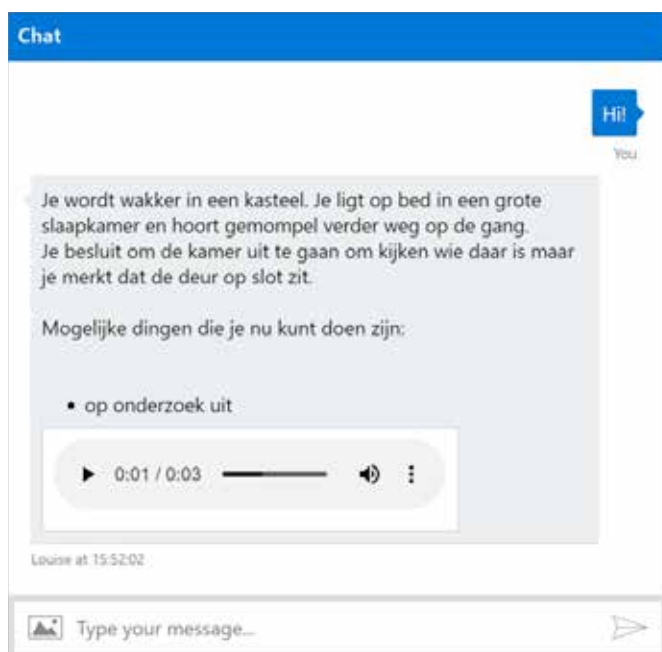 Chat
Hi!
You
Je wordt wakker in een kasteel. Je ligt op bed in een grote
slaapkamer en hoort gemompel verder weg op de gang.
Je besluit om de kamer uit te gaan om kijken wie daar is maar
je merkt dat de deur op slot zit.
Mogelijke dingen die je nu kunt doen zijn:
• op onderzoek uit
0:01 / 0:03
Louise at 15:52:02
Type your message...